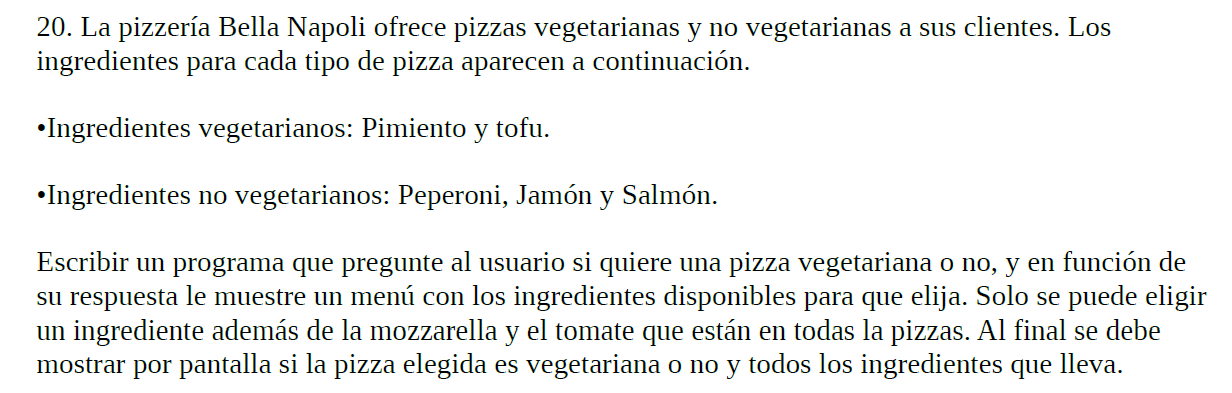 20. La pizzería Bella Napoli ofrece pizzas vegetarianas y no vegetarianas a sus clientes. Los
ingredientes para cada tipo de pizza aparecen a continuación.
•Ingredientes vegetarianos: Pimiento y tofu.
•Ingredientes no vegetarianos: Peperoni, Jamón y Salmón.
Escribir un programa que pregunte al usuario si quiere una pizza vegetariana o no, y en función de
su respuesta le muestre un menú con los ingredientes disponibles para que elija. Solo se puede eligir
un ingrediente además de la mozzarella y el tomate que están en todas la pizzas. Al final se debe
mostrar por pantalla si la pizza elegida es vegetariana o no y todos los ingredientes que lleva.